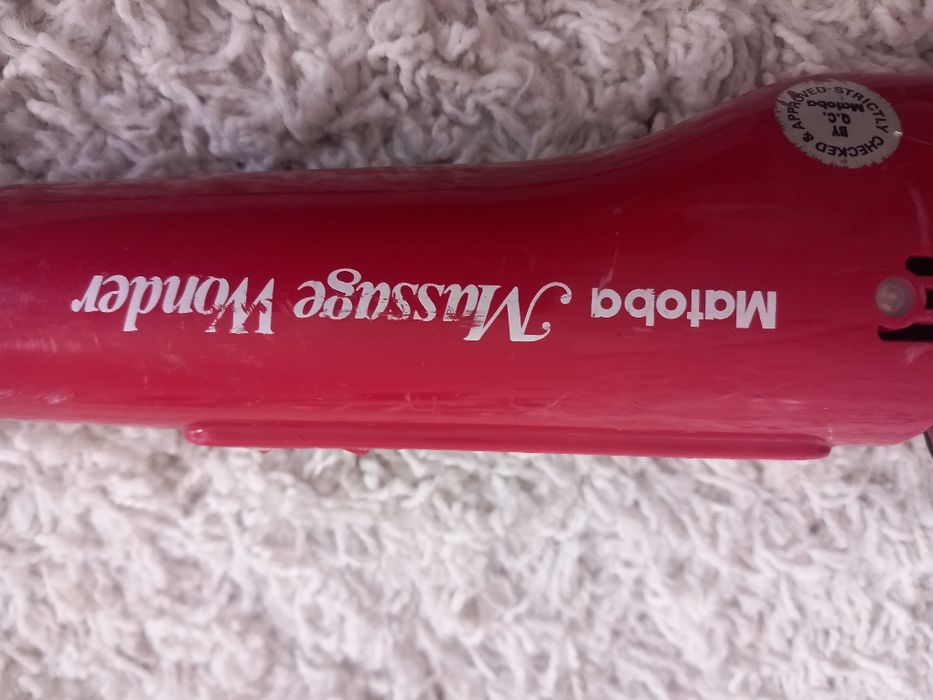 Matoba Massage Wonder
STRICTLY CHECKED & APPROVED
BY
Q.C.
Matoba